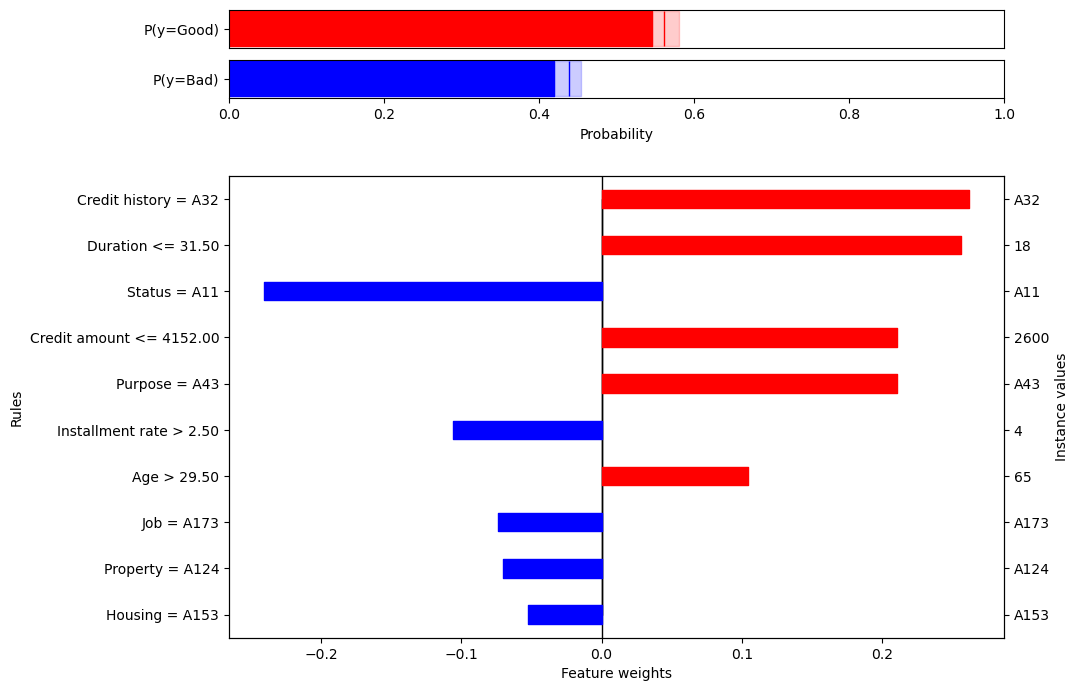 P(y=Good)
P(y=Bad)
0.0 0.2 0.4 0.6 0.8 1.0
Probability
Credit history = A32 A32
Duration <= 31.50 18
Status = A11 A11
Credit amount <= 4152.00 2600
Purpose = A43 A43
Installment rate > 2.50 4
Age > 29.50 65
Job = A173 A173
Property = A124 A124
Housing = A153 A153
Rules
Instance values
−0.2 −0.1 0.0 0.1 0.2
Feature weights